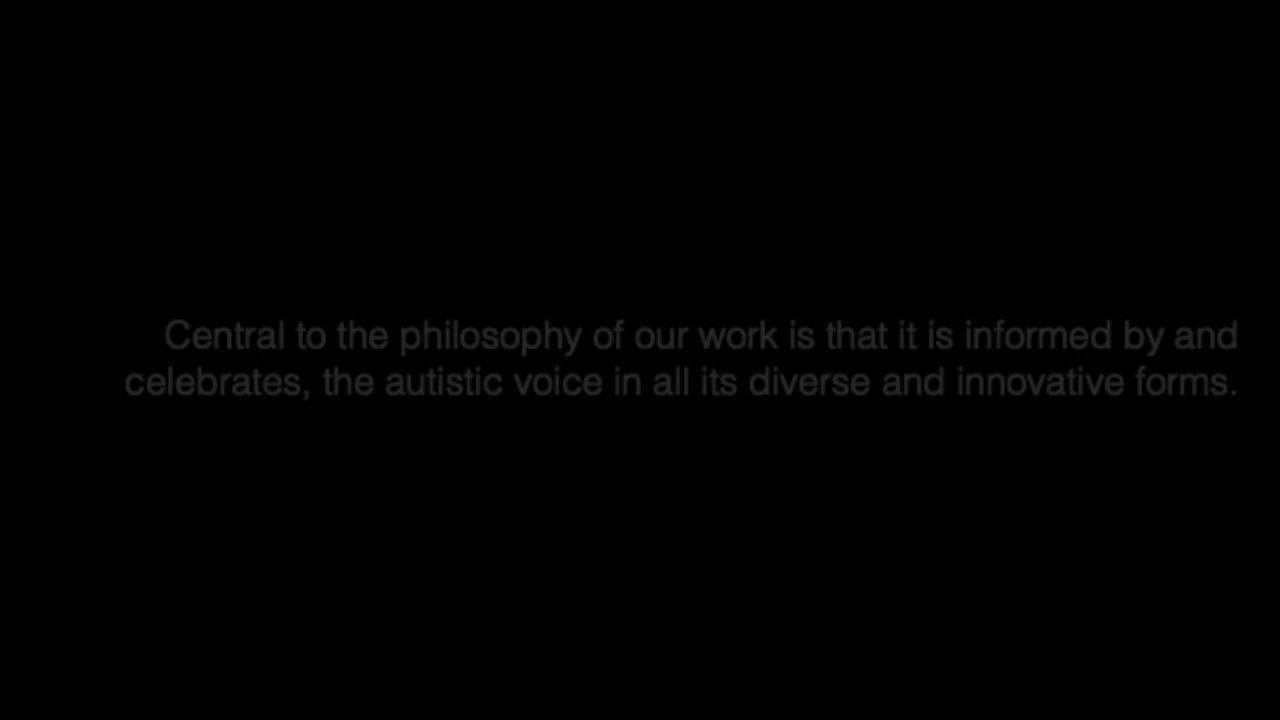 Central to the philosophy of our work is that it is informed by and
celebrates, the autistic voice in all its diverse and innovative forms.